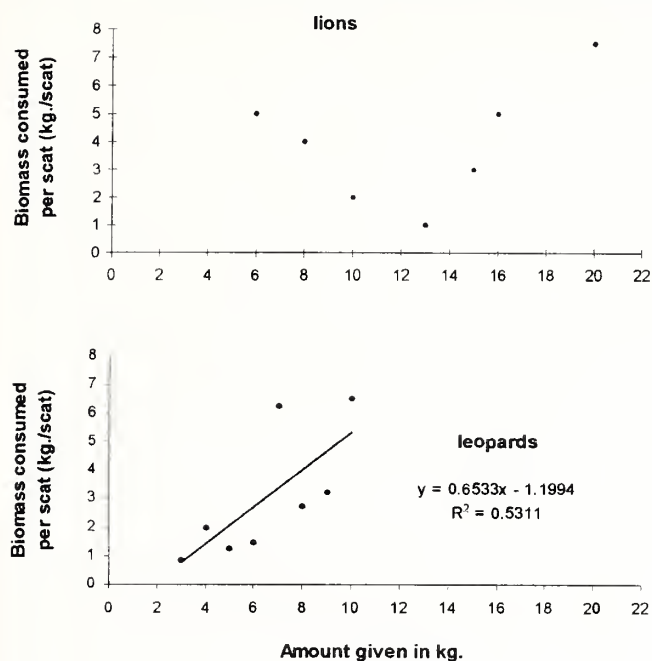 lions
Biomass consumed
per scat (kg./scat)
8
7
6
5
4
3
2
1
0
0 2 4 6 8 10 12 14 16 18 20 22
Biomass consumed
per scat (kg./scat)
8
7
6
5
4
3
2
1
0
leopards
y = 0.6533x - 1.1994
R² = 0.5311
0 2 4 6 8 10 12 14 16 18 20 22
Amount given in kg.